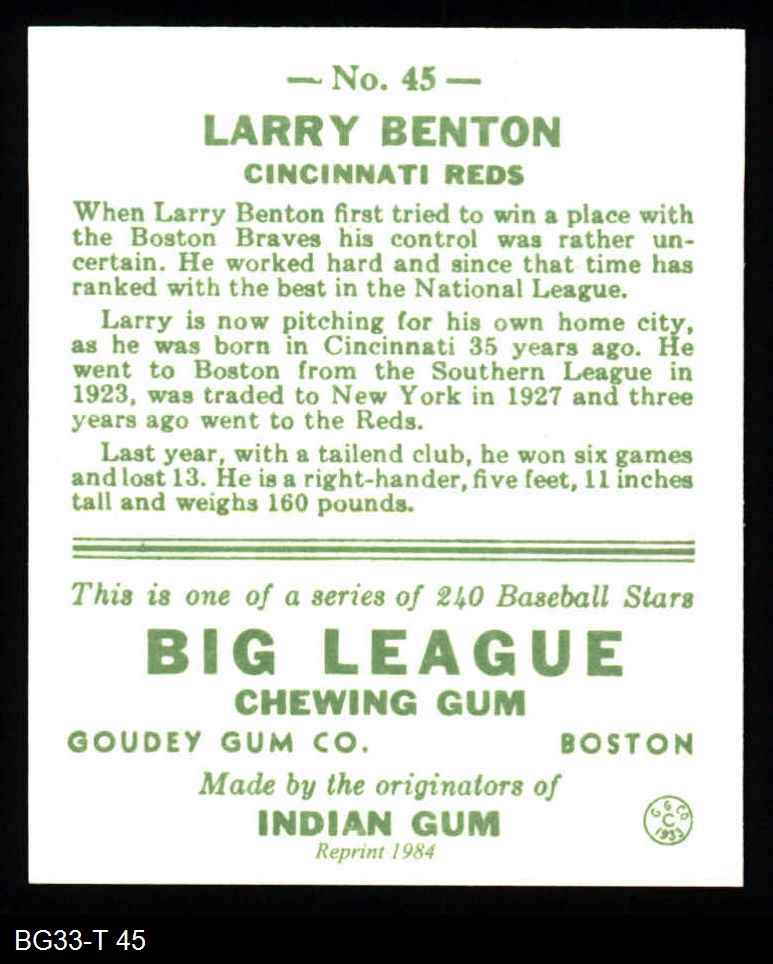 — No. 45 —
LARRY BENTON
CINCINNATI REDS
When Larry Benton first tried to win a place with
the Boston Braves his control was rather un-
certain. He worked hard and since that time has
ranked with the best in the National League.
Larry is now pitching for his own home city,
as he was born in Cincinnati 35 years ago. He
went to Boston from the Southern League in
1923, was traded to New York in 1927 and three
years ago went to the Reds.
Last year, with a tailend club, he won six games
and lost 13. He is a right-hander, five feet, 11 inches
tall and weighs 160 pounds.
This is one of a series of 240 Baseball Stars
BIG LEAGUE
CHEWING GUM
GOUDEY GUM CO. BOSTON
Made by the originators of
INDIAN GUM
Reprint 1984
G. G. CO
C
1933
BG33-T 45